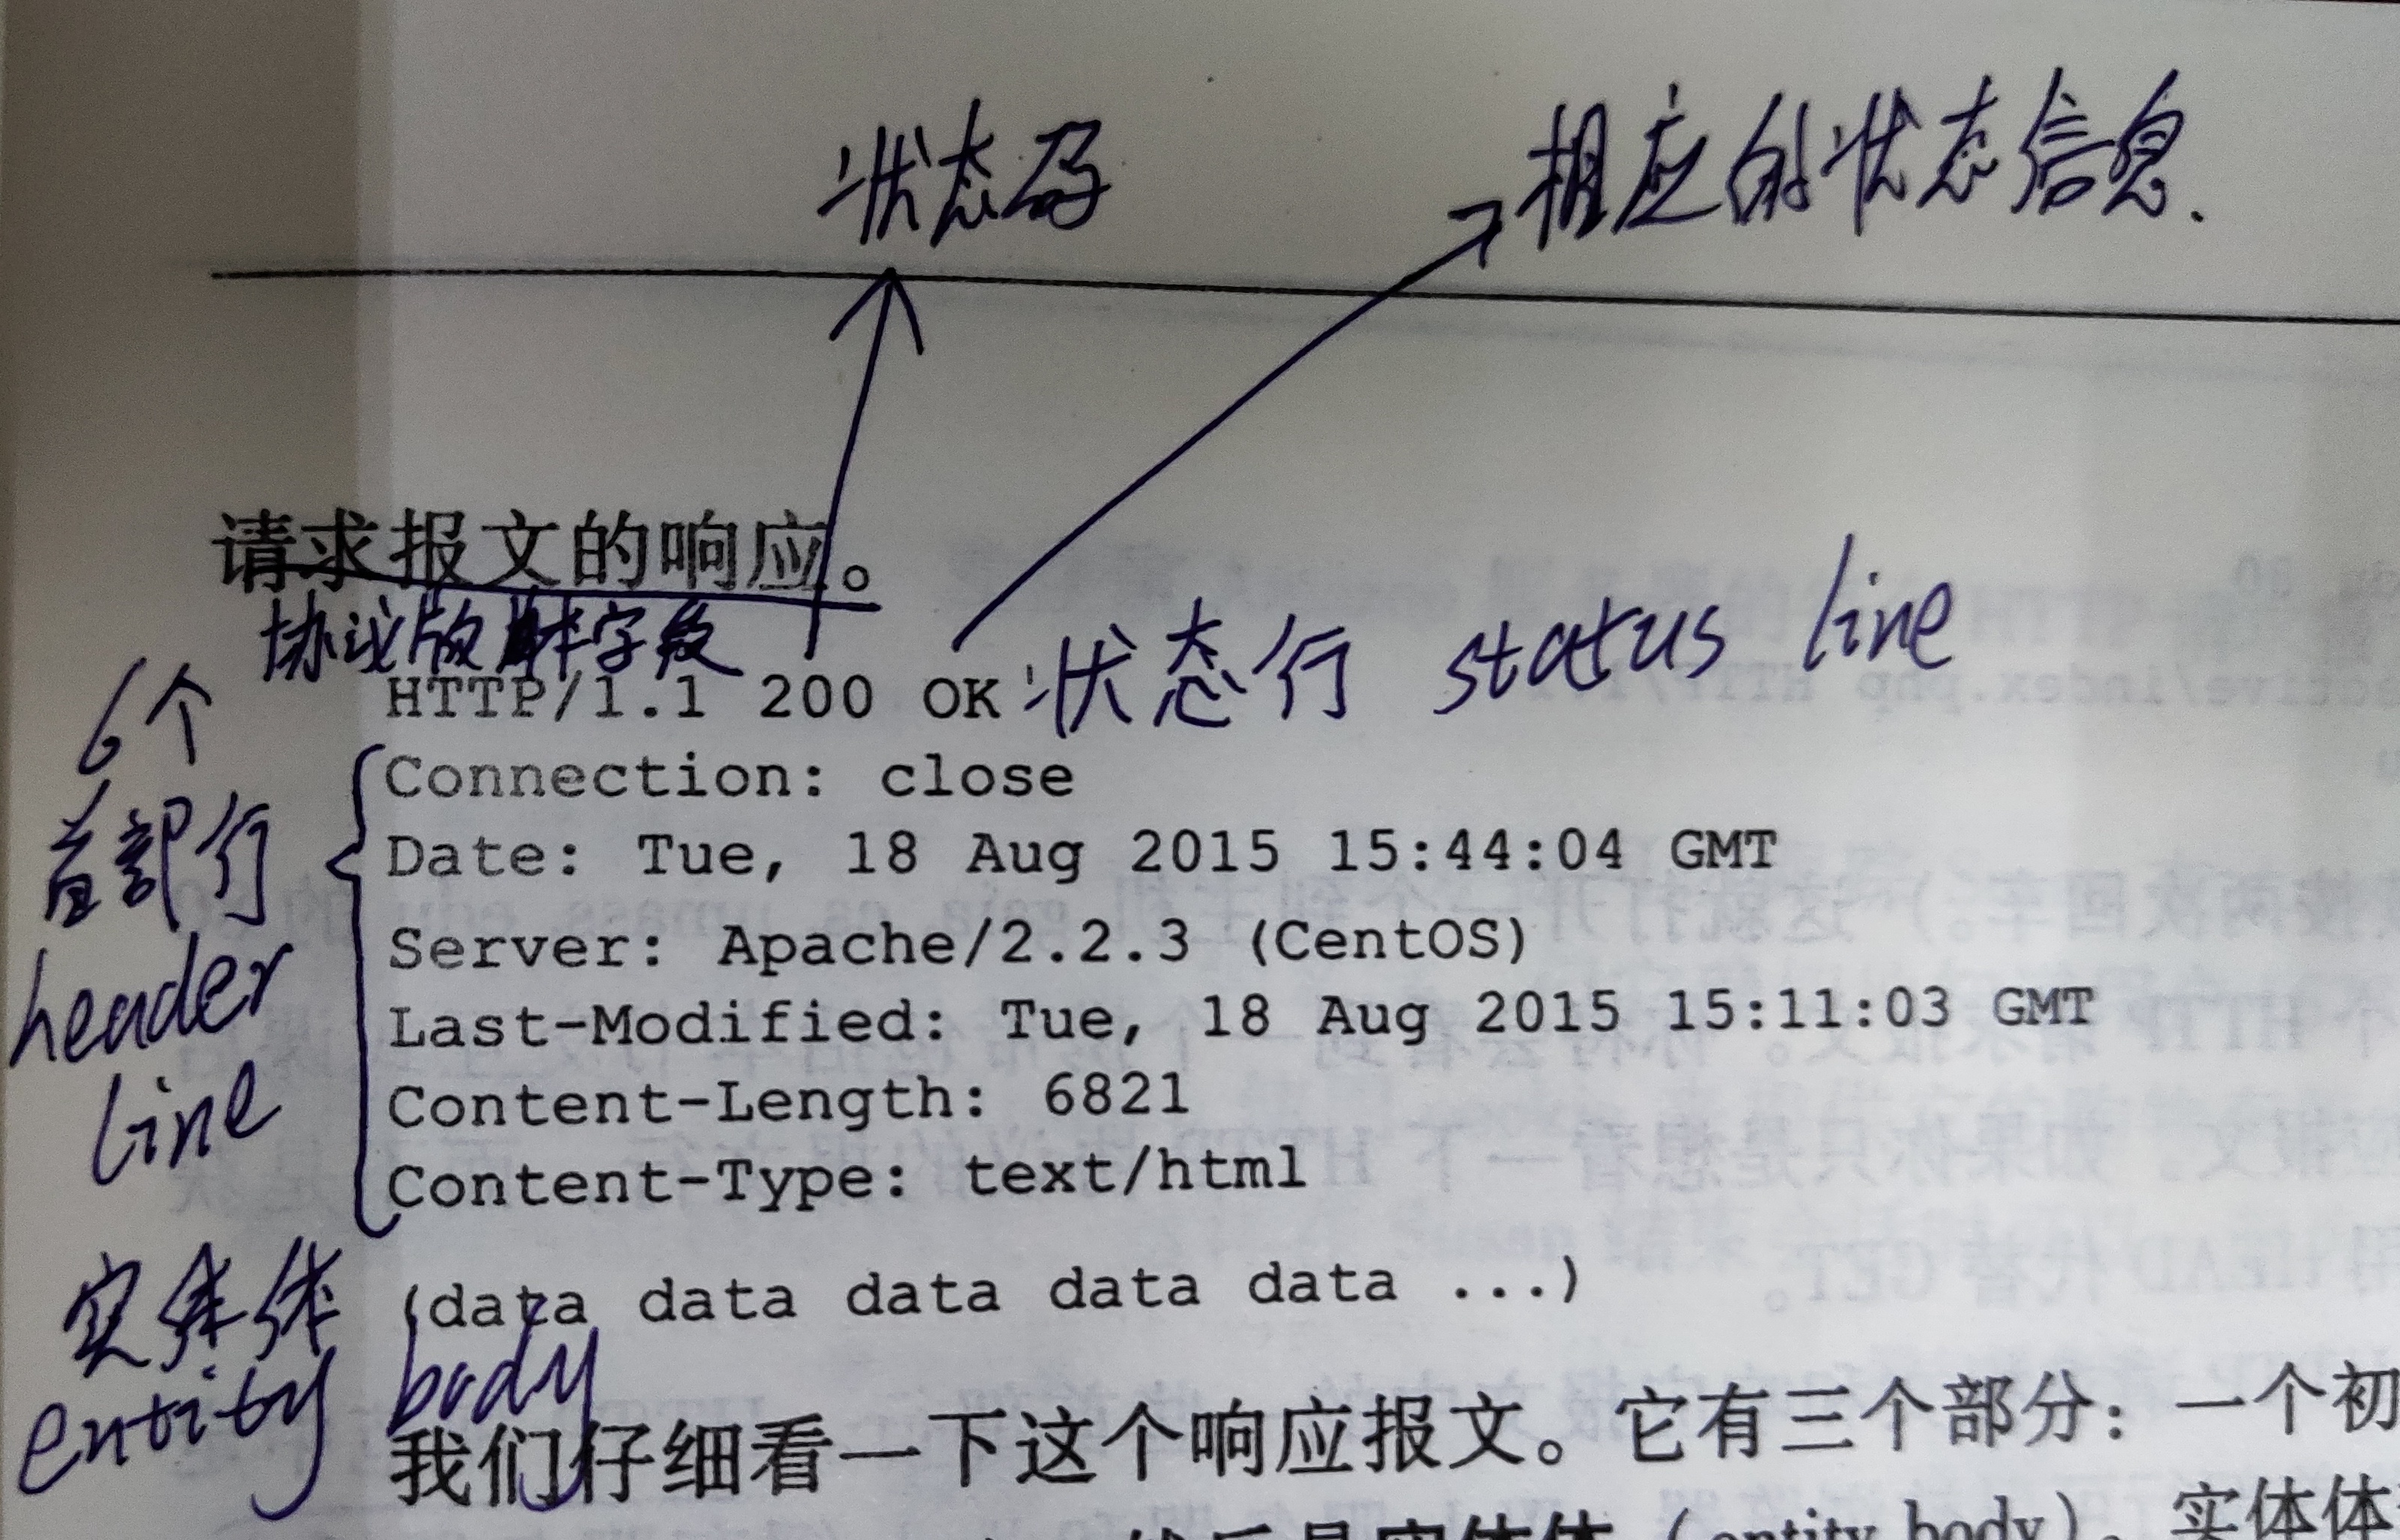 状态码
相应的状态信息.
请求报文的响应。
协议版本字段
HTTP/1.1 200 OK 状态行 status line
6个
首部行
header
line
Connection: close
Date: Tue, 18 Aug 2015 15:44:04 GMT
Server: Apache/2.2.3 (CentOS)
Last-Modified: Tue, 18 Aug 2015 15:11:03 GMT
Content-Length: 6821
Content-Type: text/html
实体体
(data data data data data ...)
entity body
我们仔细看一下这个响应报文。它有三个部分：一个初
实体体（entity body）。实体体